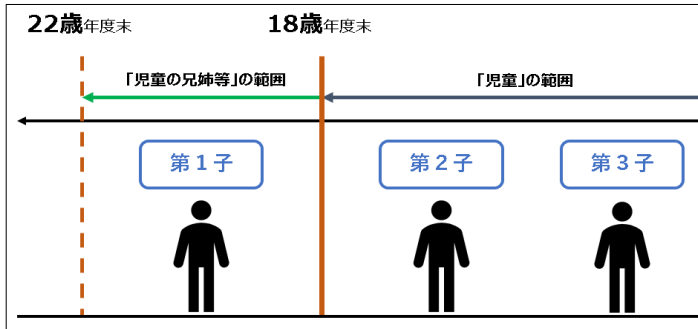 22歳年度末
18歳年度末
「児童の兄姉等」の範囲
「児童」の範囲
第１子
第２子
第３子